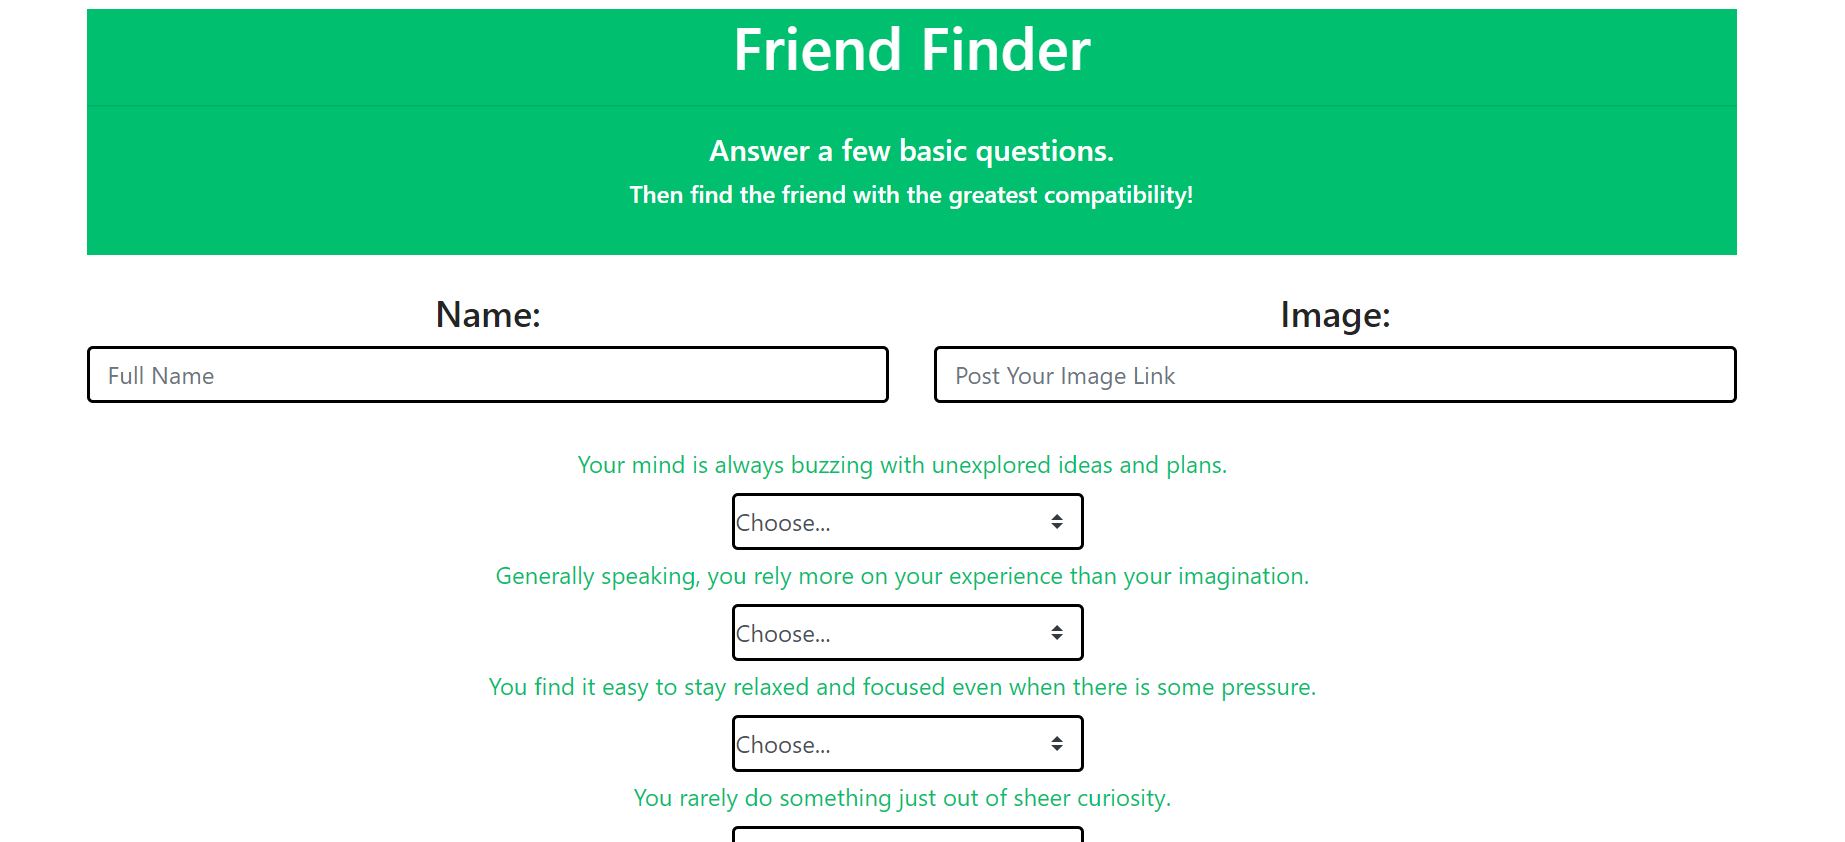 Friend Finder
Answer a few basic questions.
Then find the friend with the greatest compatibility!
Name:
Image:
Full Name
Post Your Image Link
Your mind is always buzzing with unexplored ideas and plans.
Choose...
Generally speaking, you rely more on your experience than your imagination.
Choose...
You find it easy to stay relaxed and focused even when there is some pressure.
Choose...
You rarely do something just out of sheer curiosity.